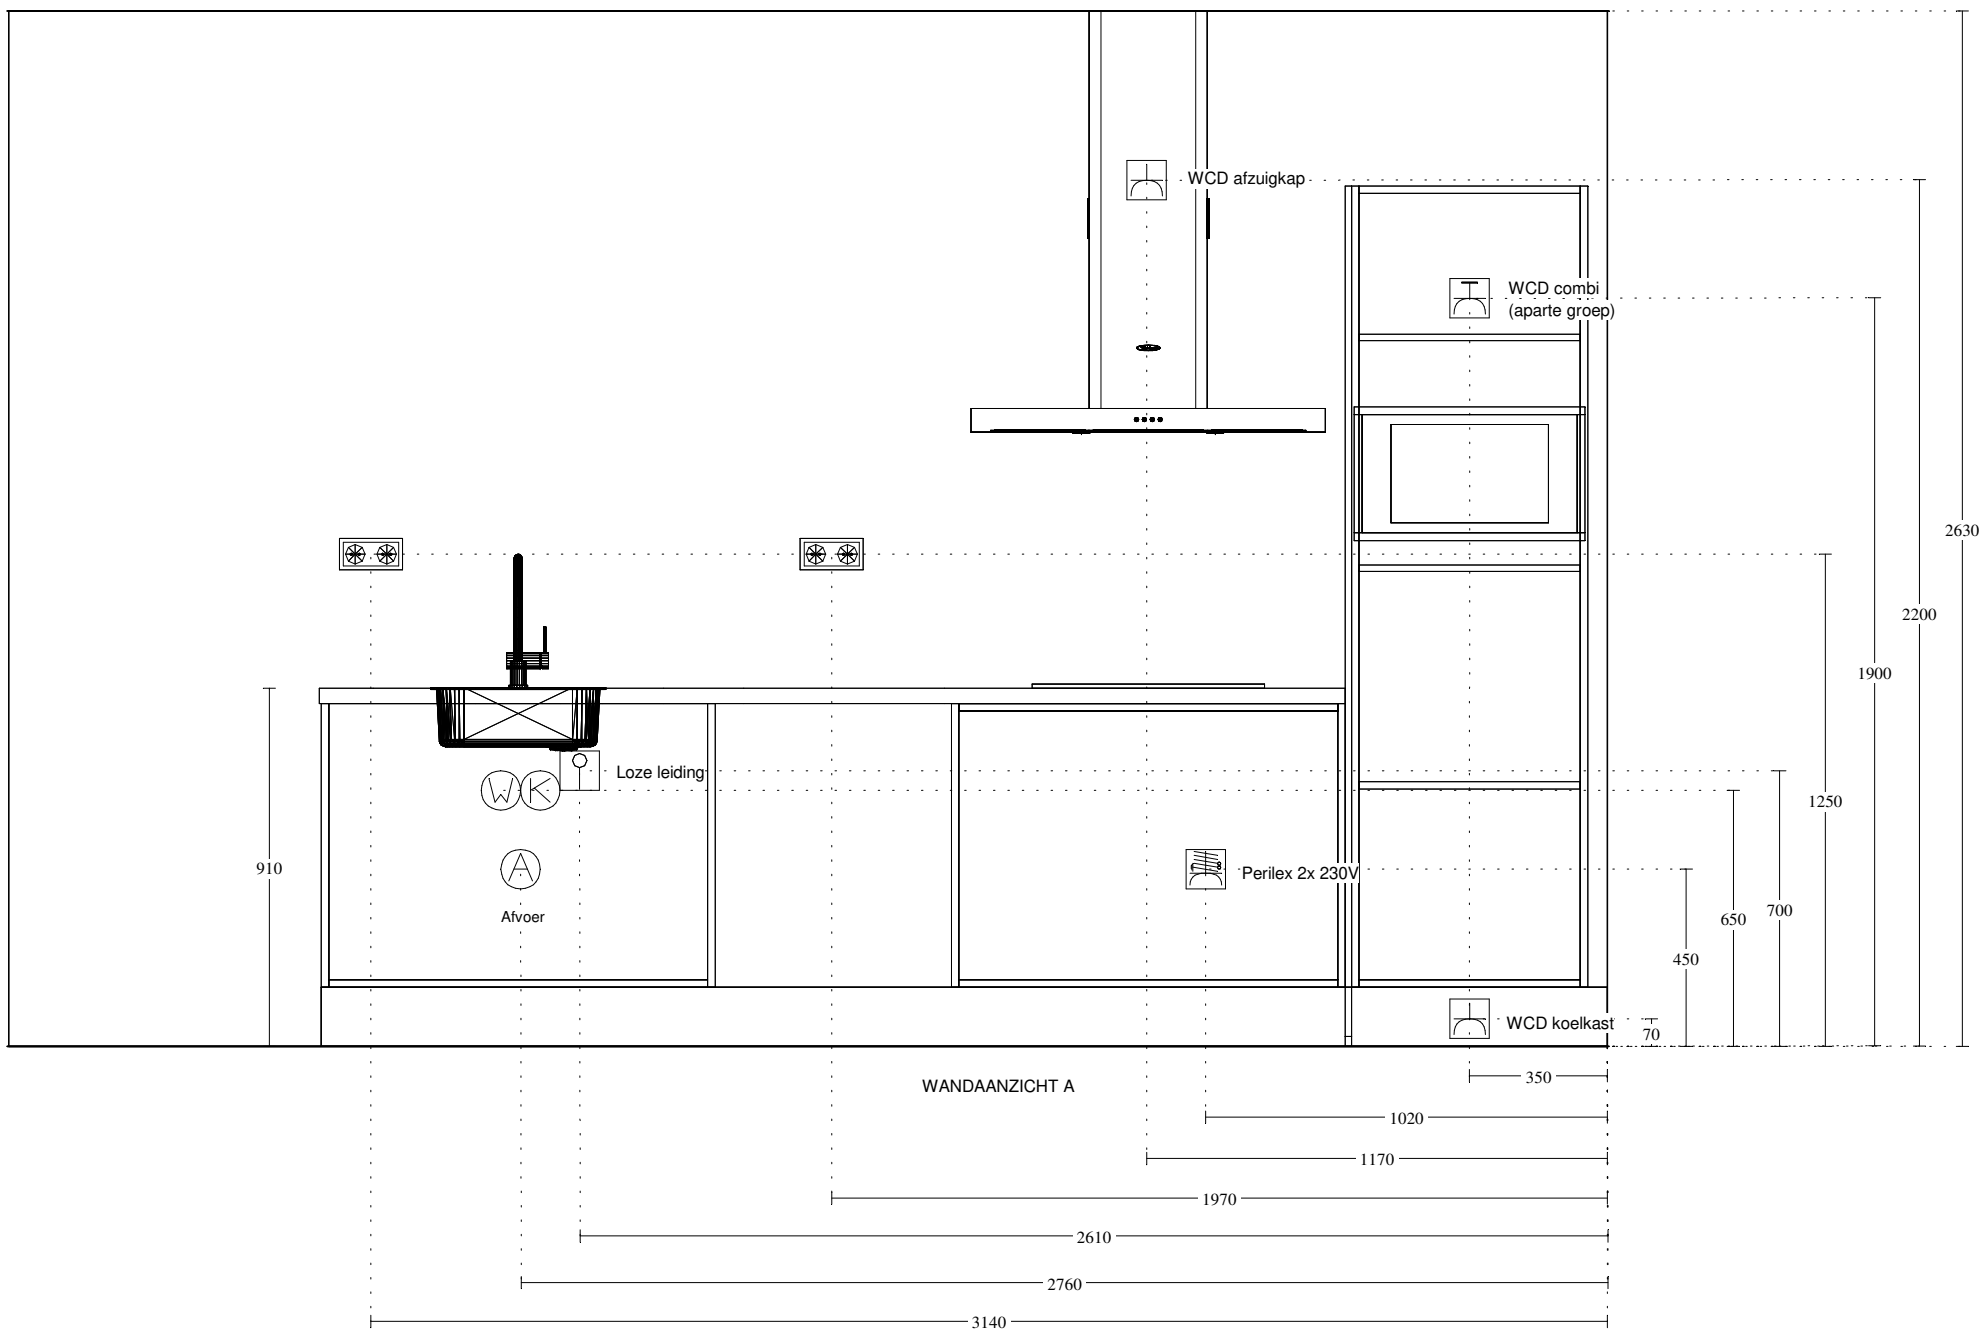 WCD afzuigkap
WCD combi
(aparte groep)
2630
2200
1900
W K
Loze leiding
1250
910
A
Perilex 2x 230V
700
650
Afvoer
450
WCD koelkast
70
WANDAANZICHT A
350
1020
1170
1970
2610
2760
3140